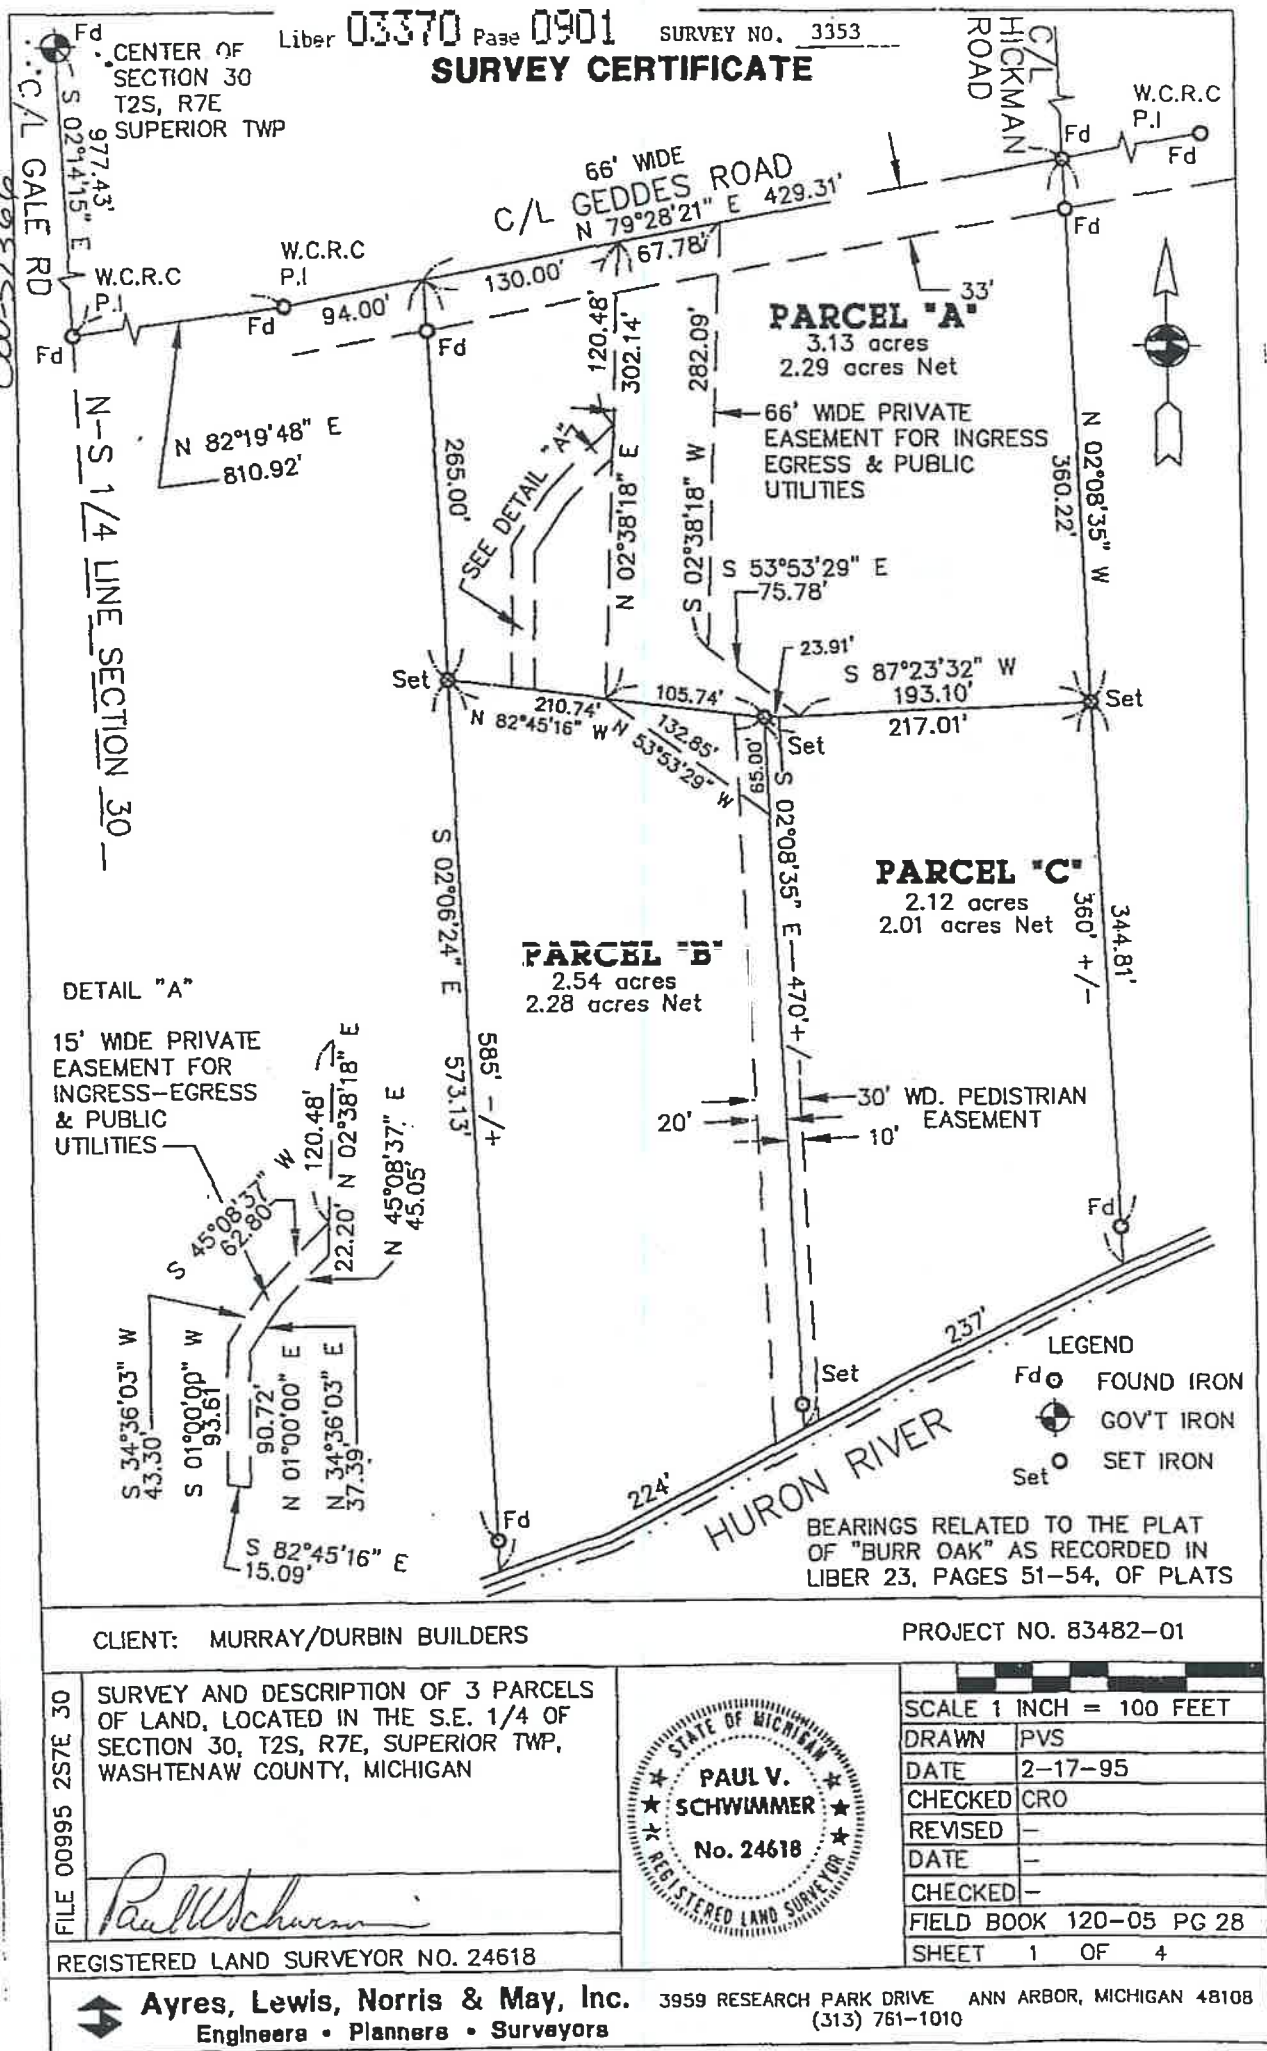 Liber 03370 Page 0901 SURVEY NO. 3353
SURVEY CERTIFICATE
Fd
CENTER OF
SECTION 30
T2S, R7E
SUPERIOR TWP
C/L GALE RD
S 02°14'15" E
977.43'
C/L
HICKMAN
ROAD
W.C.R.C
P.I
Fd
Fd
Fd
66' WIDE
C/L GEDDES ROAD
N 79°28'21" E 429.31'
67.78'
130.00'
94.00'
W.C.R.C
P.I
Fd
W.C.R.C
P.I
Fd
Fd
33'
N 82°19'48" E
810.92'
N-S 1/4 LINE SECTION 30
PARCEL "A"
3.13 acres
2.29 acres Net
66' WIDE PRIVATE
EASEMENT FOR INGRESS
EGRESS & PUBLIC
UTILITIES
265.00'
SEE DETAIL "A"
120.48'
302.14'
N 02°38'18" E
282.09'
S 02°38'18" W
N 02°08'35" W
360.22'
S 53°53'29" E
75.78'
23.91'
S 87°23'32" W
193.10'
217.01'
Set
Set
Set
105.74'
210.74'
N 82°45'16" W
132.85'
N 53°53'29" W
65.00'
S 02°08'35" E 470'+/-
PARCEL "C"
2.12 acres
2.01 acres Net
344.81'
360' +/-
PARCEL "B"
2.54 acres
2.28 acres Net
S 02°06'24" E 573.13'
585' -/+
30' WD. PEDISTRIAN
EASEMENT
20'
10'
DETAIL "A"
15' WIDE PRIVATE
EASEMENT FOR
INGRESS-EGRESS
& PUBLIC
UTILITIES
120.48'
22.20' N 02°38'18" E
N 45°08'37" E
45.05'
S 45°08'37" W
62.80'
S 34°36'03" W
43.30'
S 01°00'00" W
93.61
90.72'
N 01°00'00" E
N 34°36'03" E
37.39'
S 82°45'16" E
15.09'
Fd
Set
Fd
237'
224'
HURON RIVER
LEGEND
Fd FOUND IRON
GOV'T IRON
Set SET IRON
BEARINGS RELATED TO THE PLAT
OF "BURR OAK" AS RECORDED IN
LIBER 23, PAGES 51-54, OF PLATS
CLIENT: MURRAY/DURBIN BUILDERS
PROJECT NO. 83482-01
FILE 00995 2S7E 30
SURVEY AND DESCRIPTION OF 3 PARCELS
OF LAND, LOCATED IN THE S.E. 1/4 OF
SECTION 30, T2S, R7E, SUPERIOR TWP,
WASHTENAW COUNTY, MICHIGAN
REGISTERED LAND SURVEYOR NO. 24618
STATE OF MICHIGAN
PAUL V.
SCHWIMMER
No. 24618
REGISTERED LAND SURVEYOR
SCALE 1 INCH = 100 FEET
DRAWN PVS
DATE 2-17-95
CHECKED CRO
REVISED -
DATE -
CHECKED -
FIELD BOOK 120-05 PG 28
SHEET 1 OF 4
Ayres, Lewis, Norris & May, Inc.
Engineers • Planners • Surveyors
3959 RESEARCH PARK DRIVE ANN ARBOR, MICHIGAN 48108
(313) 761-1010